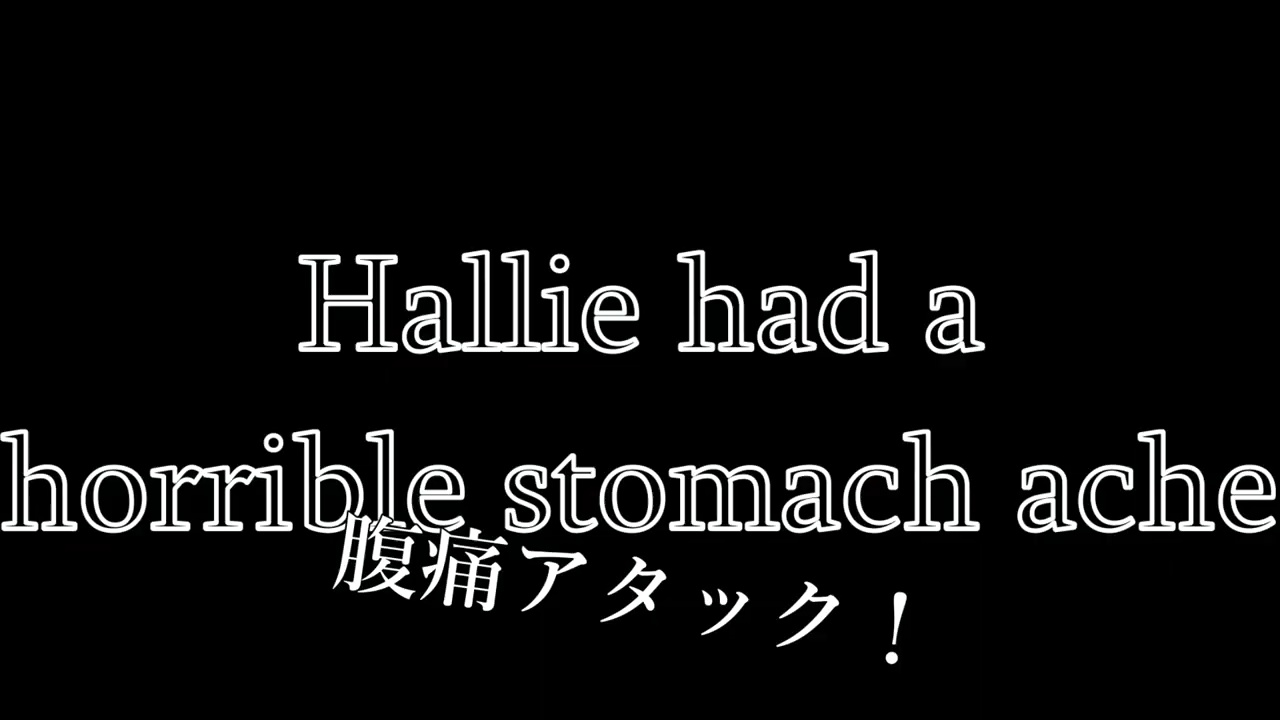 Hallie had a
horrible stomach ache
腹痛アタック！